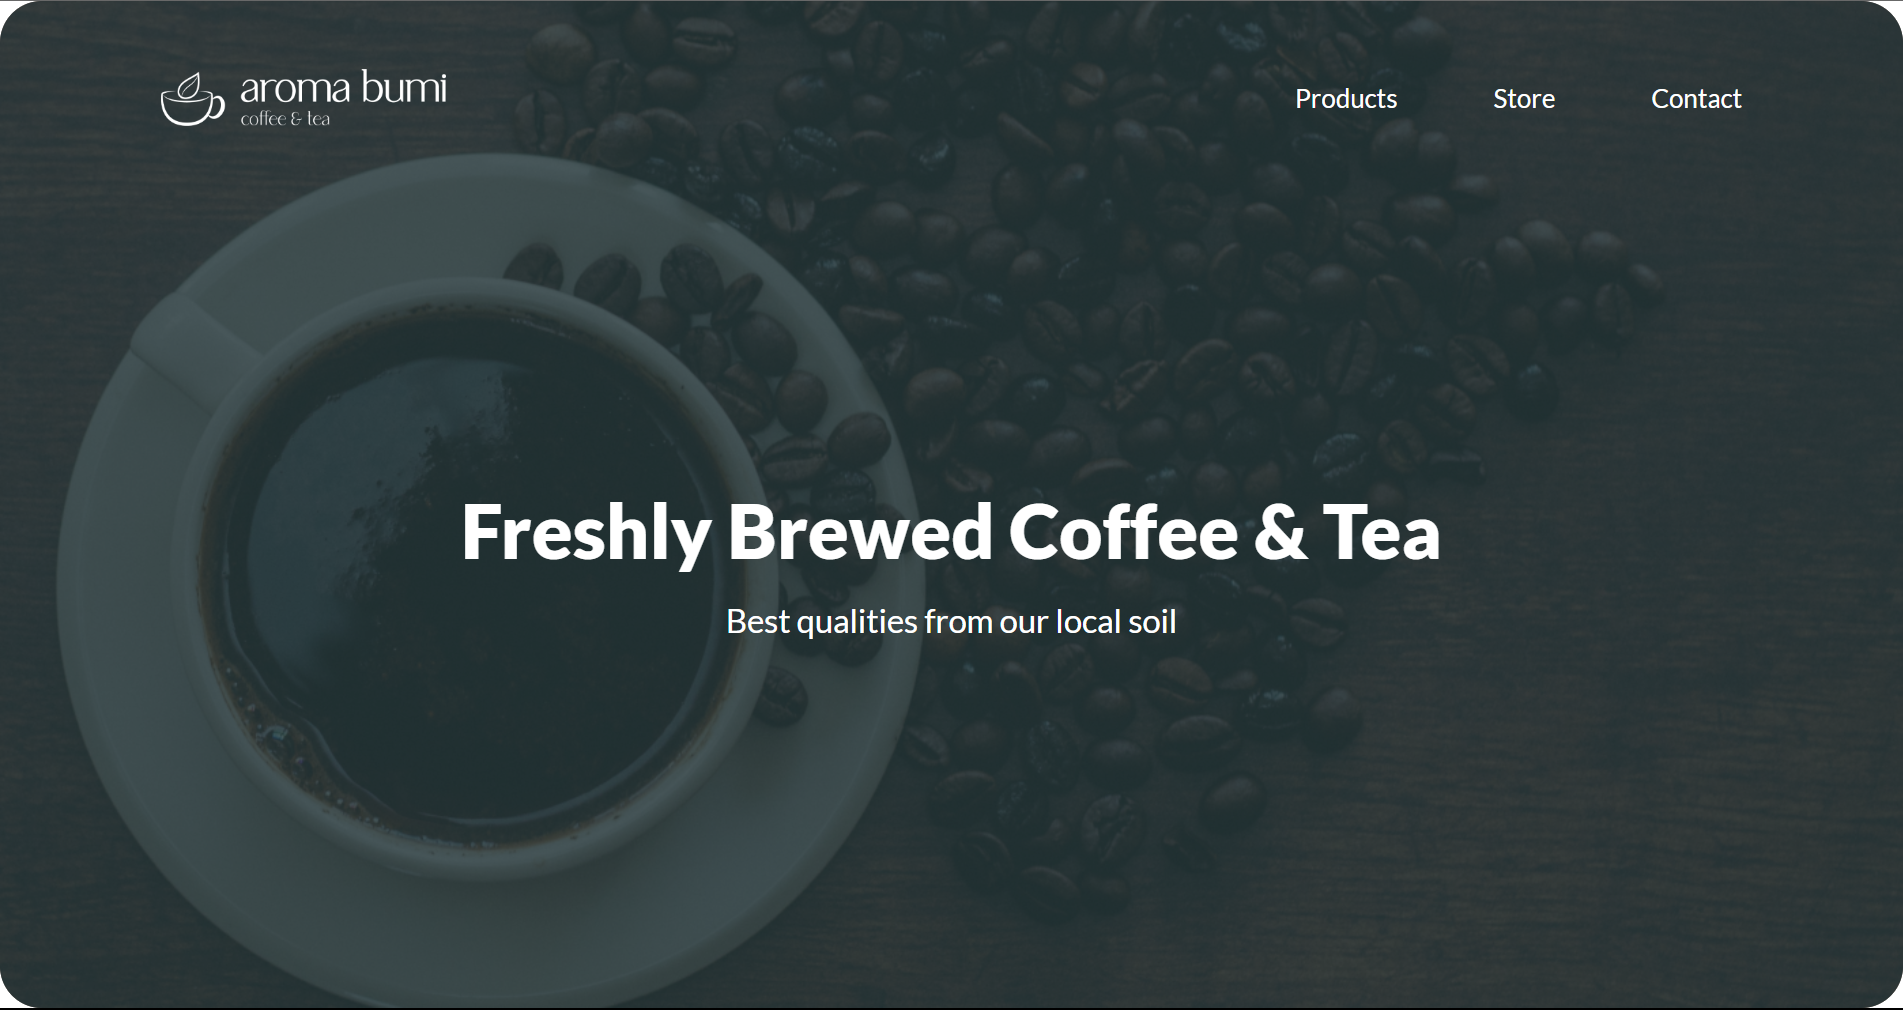 aroma bumi
coffee & tea
Products
Store
Contact
Freshly Brewed Coffee & Tea
Best qualities from our local soil